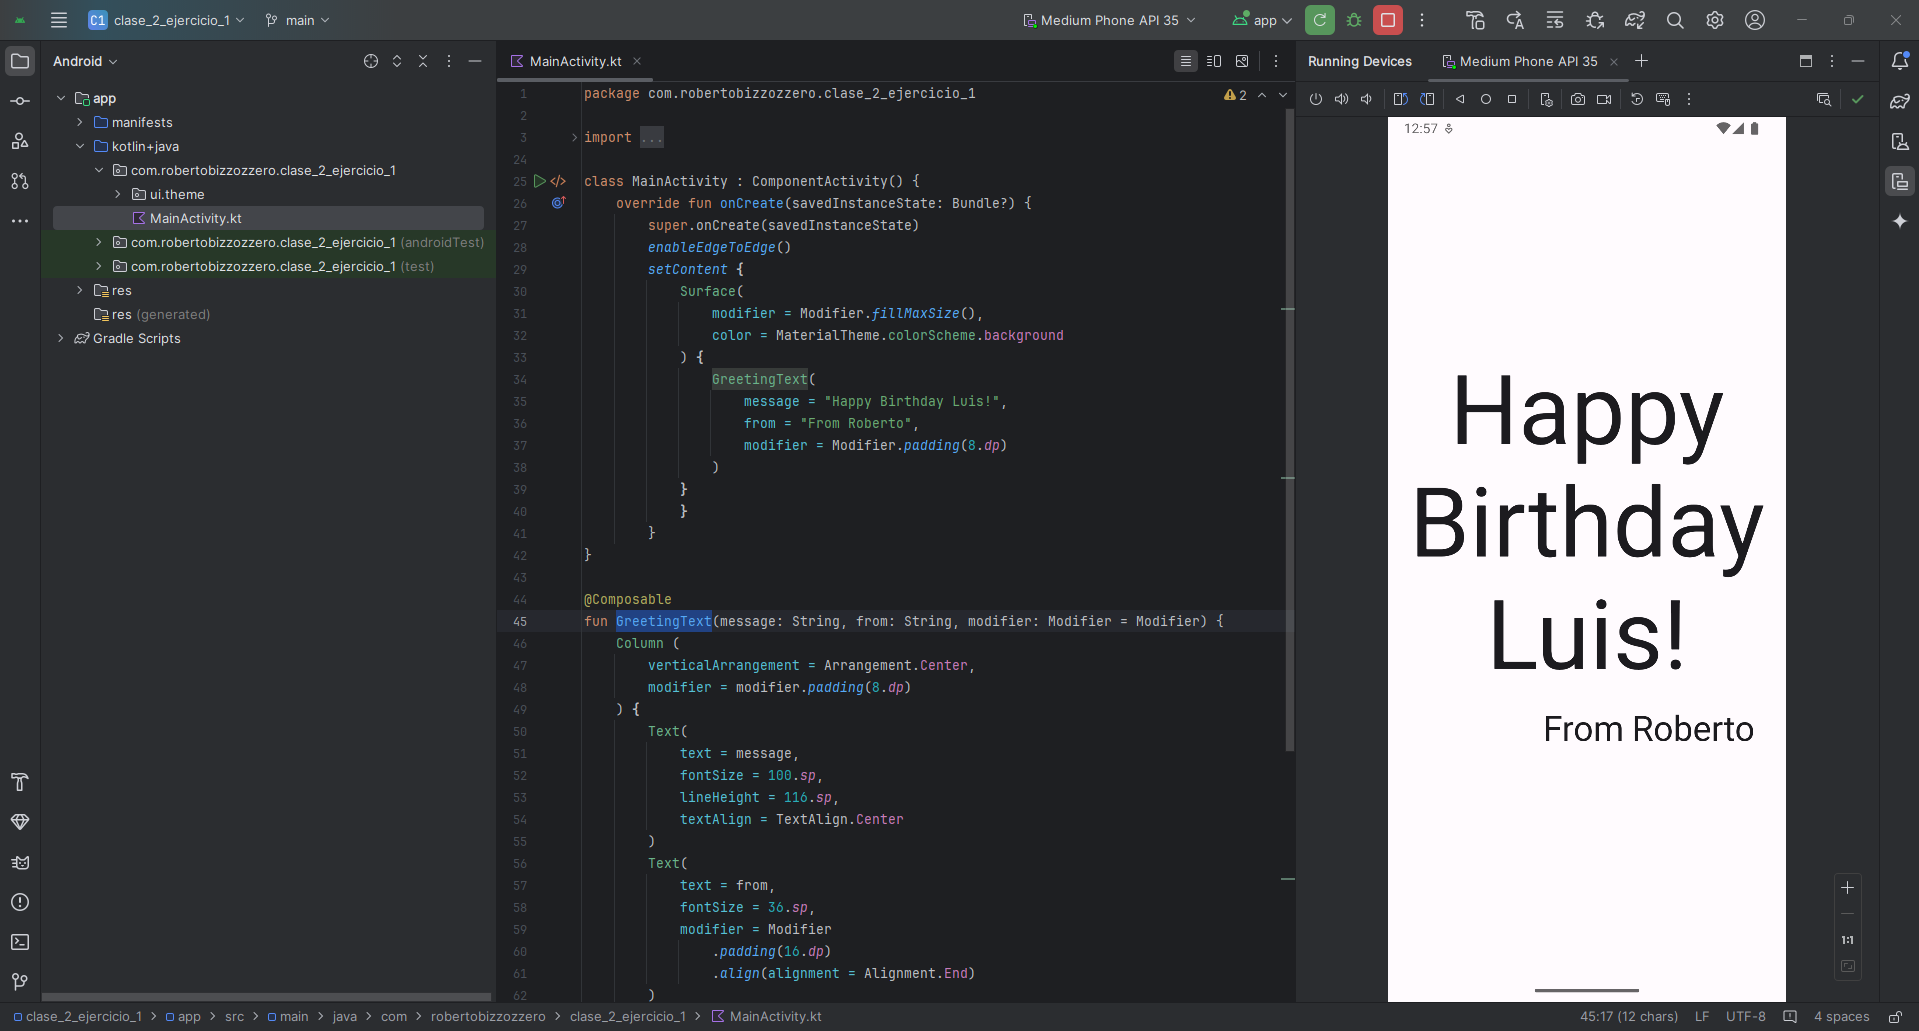 C1 clase_2_ejercicio_1 main Medium Phone API 35 app
Android
app
manifests
kotlin+java
com.robertobizzozzero.clase_2_ejercicio_1
ui.theme
MainActivity.kt
com.robertobizzozzero.clase_2_ejercicio_1 (androidTest)
com.robertobizzozzero.clase_2_ejercicio_1 (test)
res
res (generated)
Gradle Scripts
MainActivity.kt
2
1 package com.robertobizzozzero.clase_2_ejercicio_1
2
3 import ...
24
25 class MainActivity : ComponentActivity() {
26 override fun onCreate(savedInstanceState: Bundle?) {
27 super.onCreate(savedInstanceState)
28 enableEdgeToEdge()
29 setContent {
30 Surface(
31 modifier = Modifier.fillMaxSize(),
32 color = MaterialTheme.colorScheme.background
33 ) {
34 GreetingText(
35 message = "Happy Birthday Luis!",
36 from = "From Roberto",
37 modifier = Modifier.padding(8.dp)
38 )
39 }
40 }
41 }
42 }
43
44 @Composable
45 fun GreetingText(message: String, from: String, modifier: Modifier = Modifier) {
46 Column (
47 verticalArrangement = Arrangement.Center,
48 modifier = modifier.padding(8.dp)
49 ) {
50 Text(
51 text = message,
52 fontSize = 100.sp,
53 lineHeight = 116.sp,
54 textAlign = TextAlign.Center
55 )
56 Text(
57 text = from,
58 fontSize = 36.sp,
59 modifier = Modifier
60 .padding(16.dp)
61 .align(alignment = Alignment.End)
62 )
Running Devices Medium Phone API 35
12:57
Happy
Birthday
Luis!
From Roberto
1:1
clase_2_ejercicio_1 > app > src > main > java > com > robertobizzozzero > clase_2_ejercicio_1 > MainActivity.kt
45:17 (12 chars) LF UTF-8 4 spaces